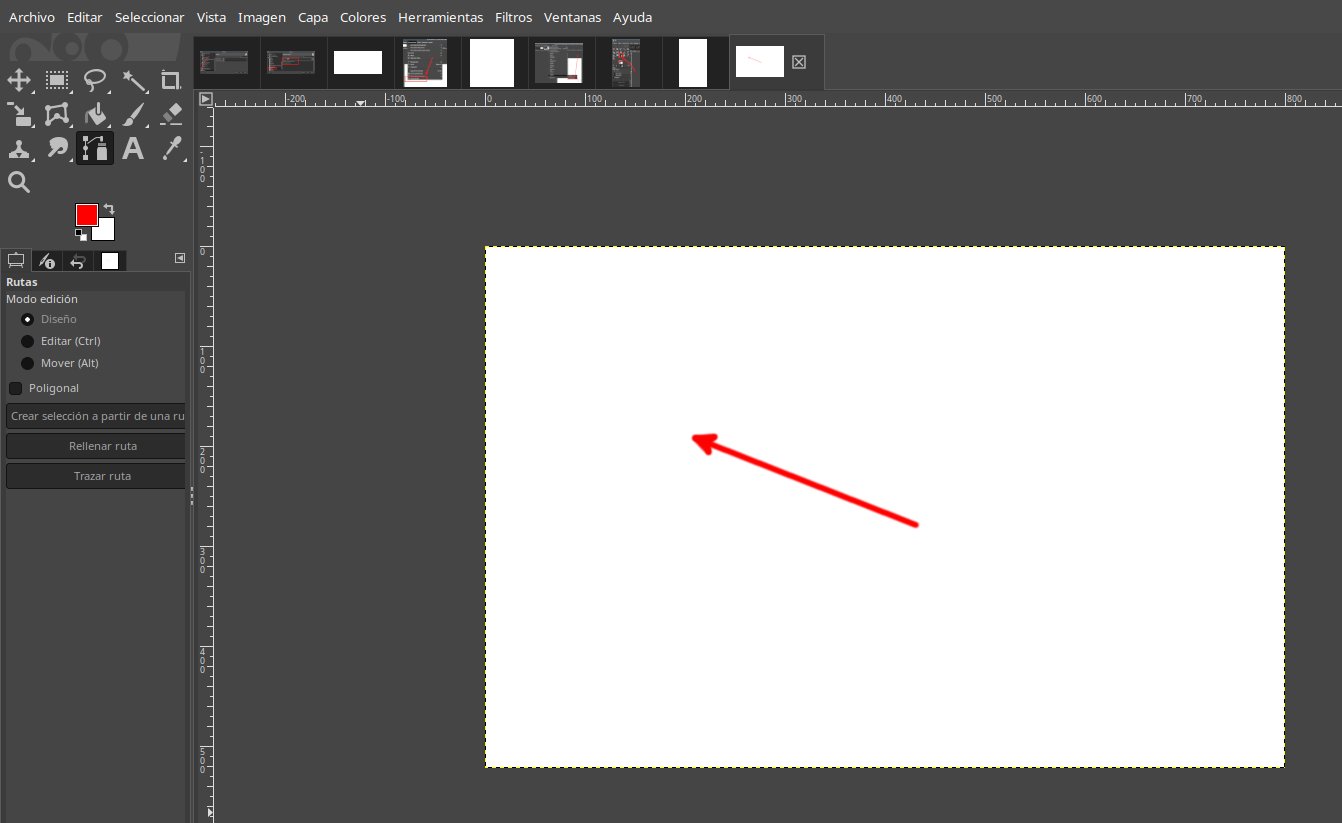 Archivo Editar Seleccionar Vista Imagen Capa Colores Herramientas Filtros Ventanas Ayuda
-200 -100 0 100 200 300 400 500 600 700 800
-100
0
100
200
300
400
500
Rutas
Modo edición
Diseño
Editar (Ctrl)
Mover (Alt)
Poligonal
Crear selección a partir de una ru
Rellenar ruta
Trazar ruta